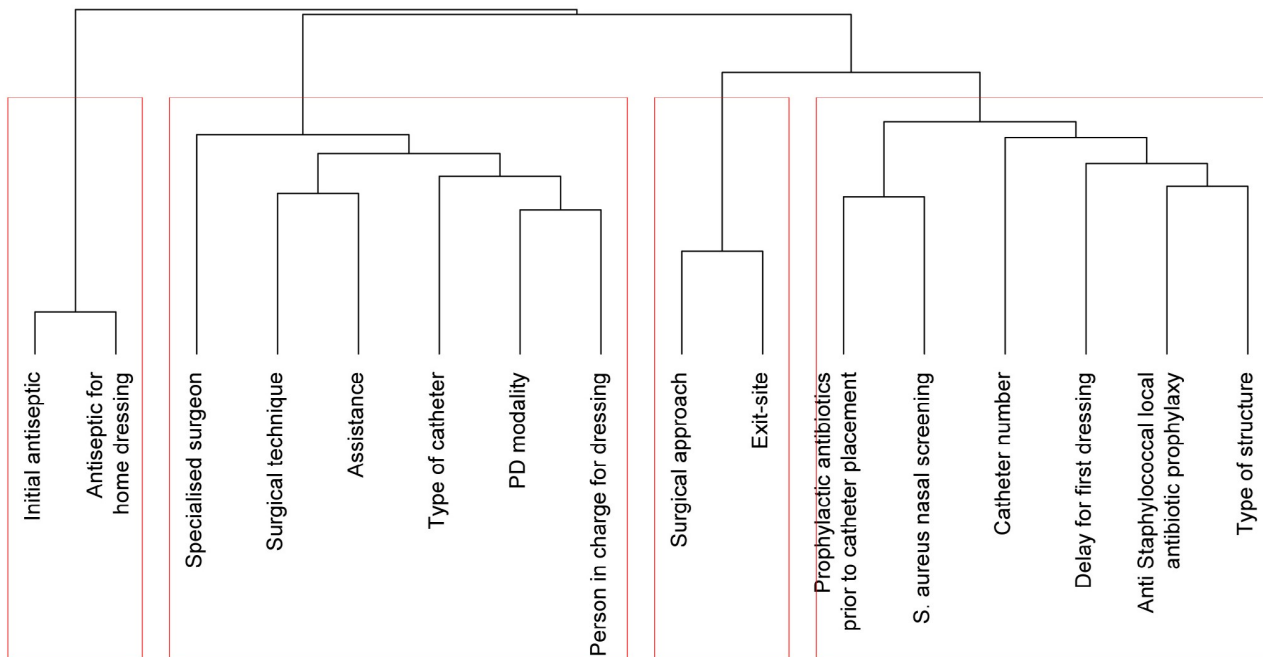 Initial antiseptic
Antiseptic for
home dressing
Specialised surgeon
Surgical technique
Assistance
Type of catheter
PD modality
Person in charge for dressing
Surgical approach
Exit-site
Prophylactic antibiotics
prior to catheter placement
S. aureus nasal screening
Catheter number
Delay for first dressing
Anti Staphylococcal local
antibiotic prophylaxy
Type of structure